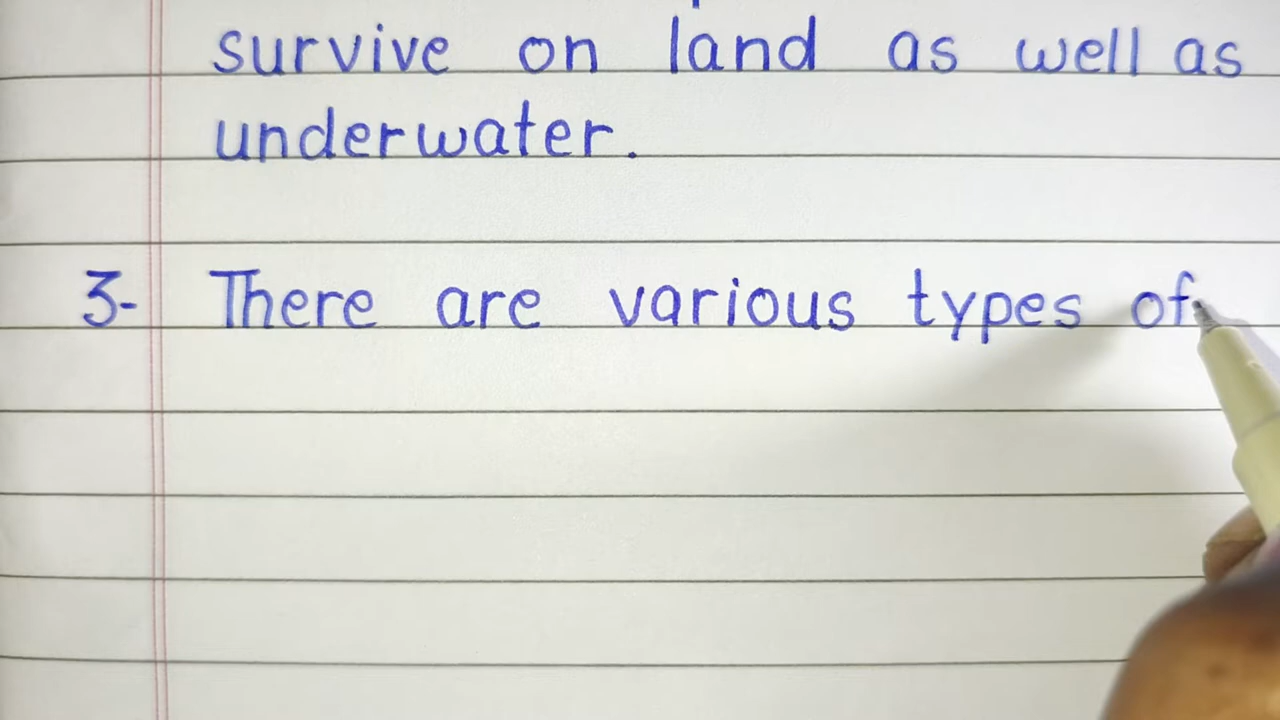 survive on land as well as
underwater.
3- There are various types of